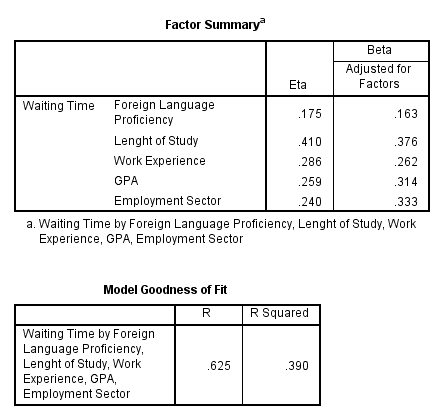 Factor Summaryᵃ
Beta
Adjusted for
Eta Factors
Waiting Time Foreign Language
Proficiency .175 .163
Lenght of Study .410 .376
Work Experience .286 .262
GPA .259 .314
Employment Sector .240 .333
a. Waiting Time by Foreign Language Proficiency, Lenght of Study, Work
Experience, GPA, Employment Sector
Model Goodness of Fit
R R Squared
Waiting Time by Foreign
Language Proficiency,
Lenght of Study, Work .625 .390
Experience, GPA,
Employment Sector